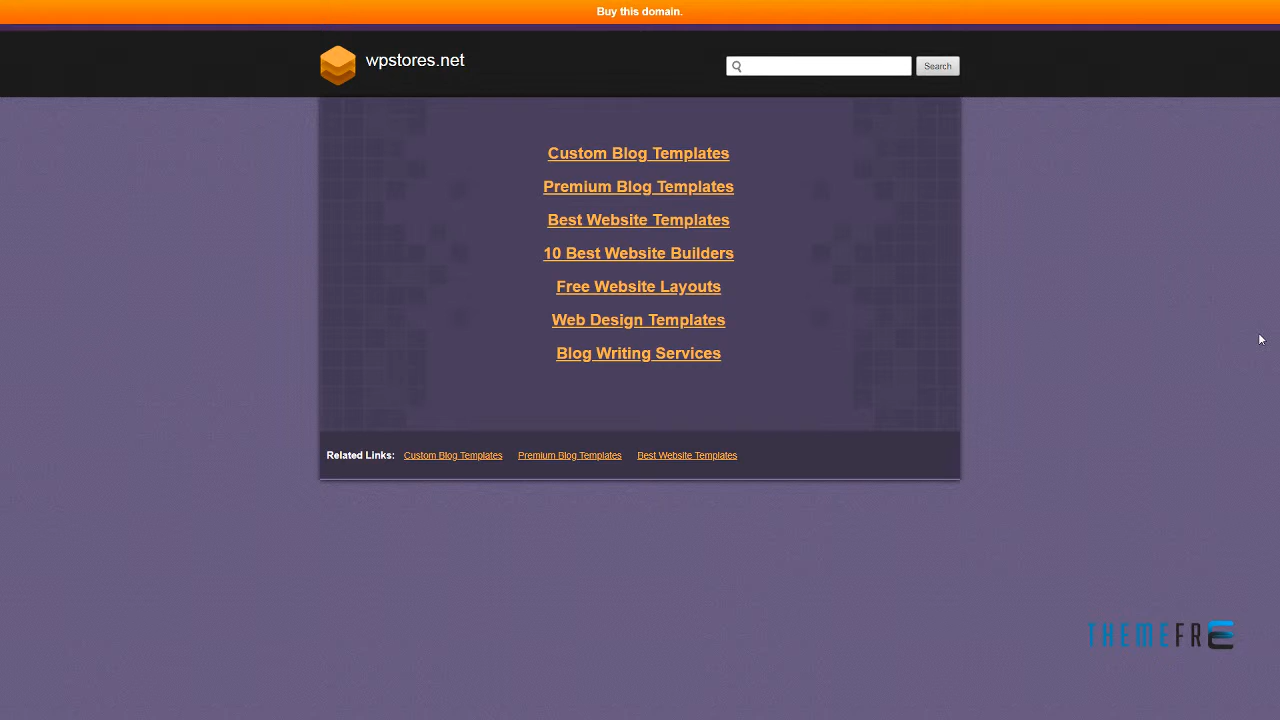 Buy this domain.
wpstores.net
Search
Custom Blog Templates
Premium Blog Templates
Best Website Templates
10 Best Website Builders
Free Website Layouts
Web Design Templates
Blog Writing Services
Related Links: Custom Blog Templates Premium Blog Templates Best Website Templates
THEMEFRE